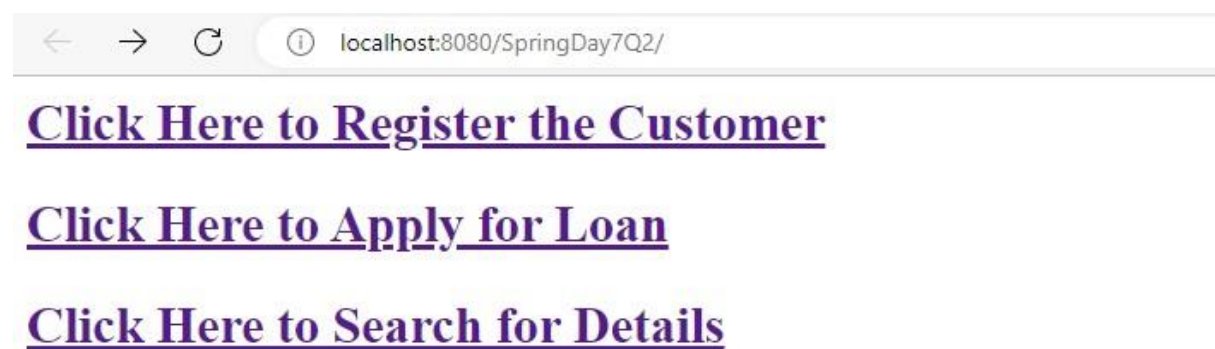 localhost:8080/SpringDay7Q2/
Click Here to Register the Customer
Click Here to Apply for Loan
Click Here to Search for Details